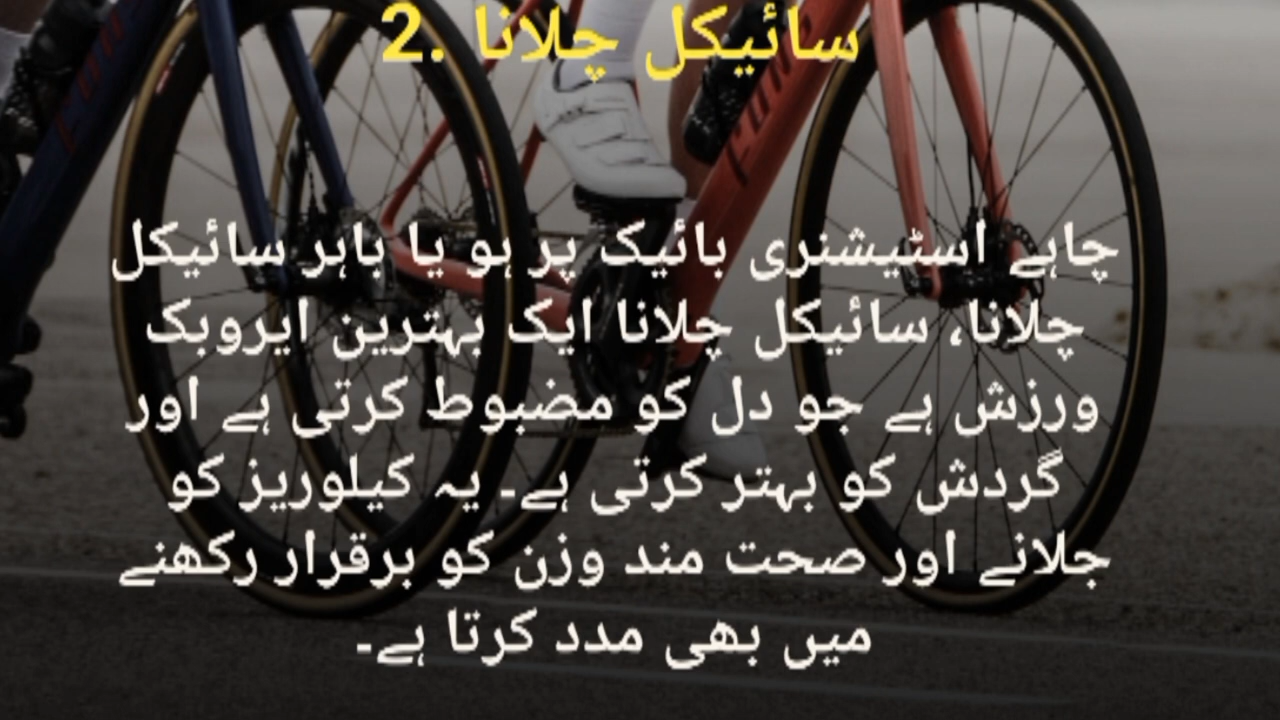 2. سائیکل چلانا
چاہے اسٹیشنری بائیک پر ہو یا باہر سائیکل
چلانا، سائیکل چلانا ایک بہترین ایروبک
ورزش ہے جو دل کو مضبوط کرتی ہے اور
گردش کو بہتر کرتی ہے۔ یہ کیلوریز کو
جلانے اور صحت مند وزن کو برقرار رکھنے
میں بھی مدد کرتا ہے۔